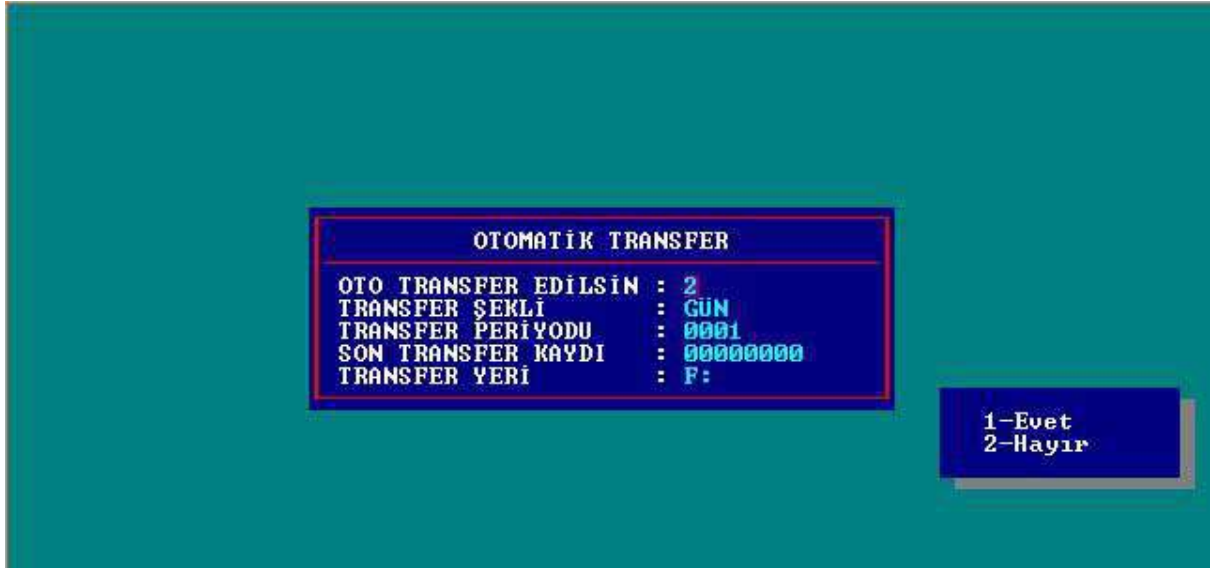 OTOMATİK TRANSFER
OTO TRANSFER EDİLSİN : 2
TRANSFER ŞEKLİ : GÜN
TRANSFER PERİYODU : 0001
SON TRANSFER KAYDI : 00000000
TRANSFER YERİ : F:
1-Evet
2-Hayır